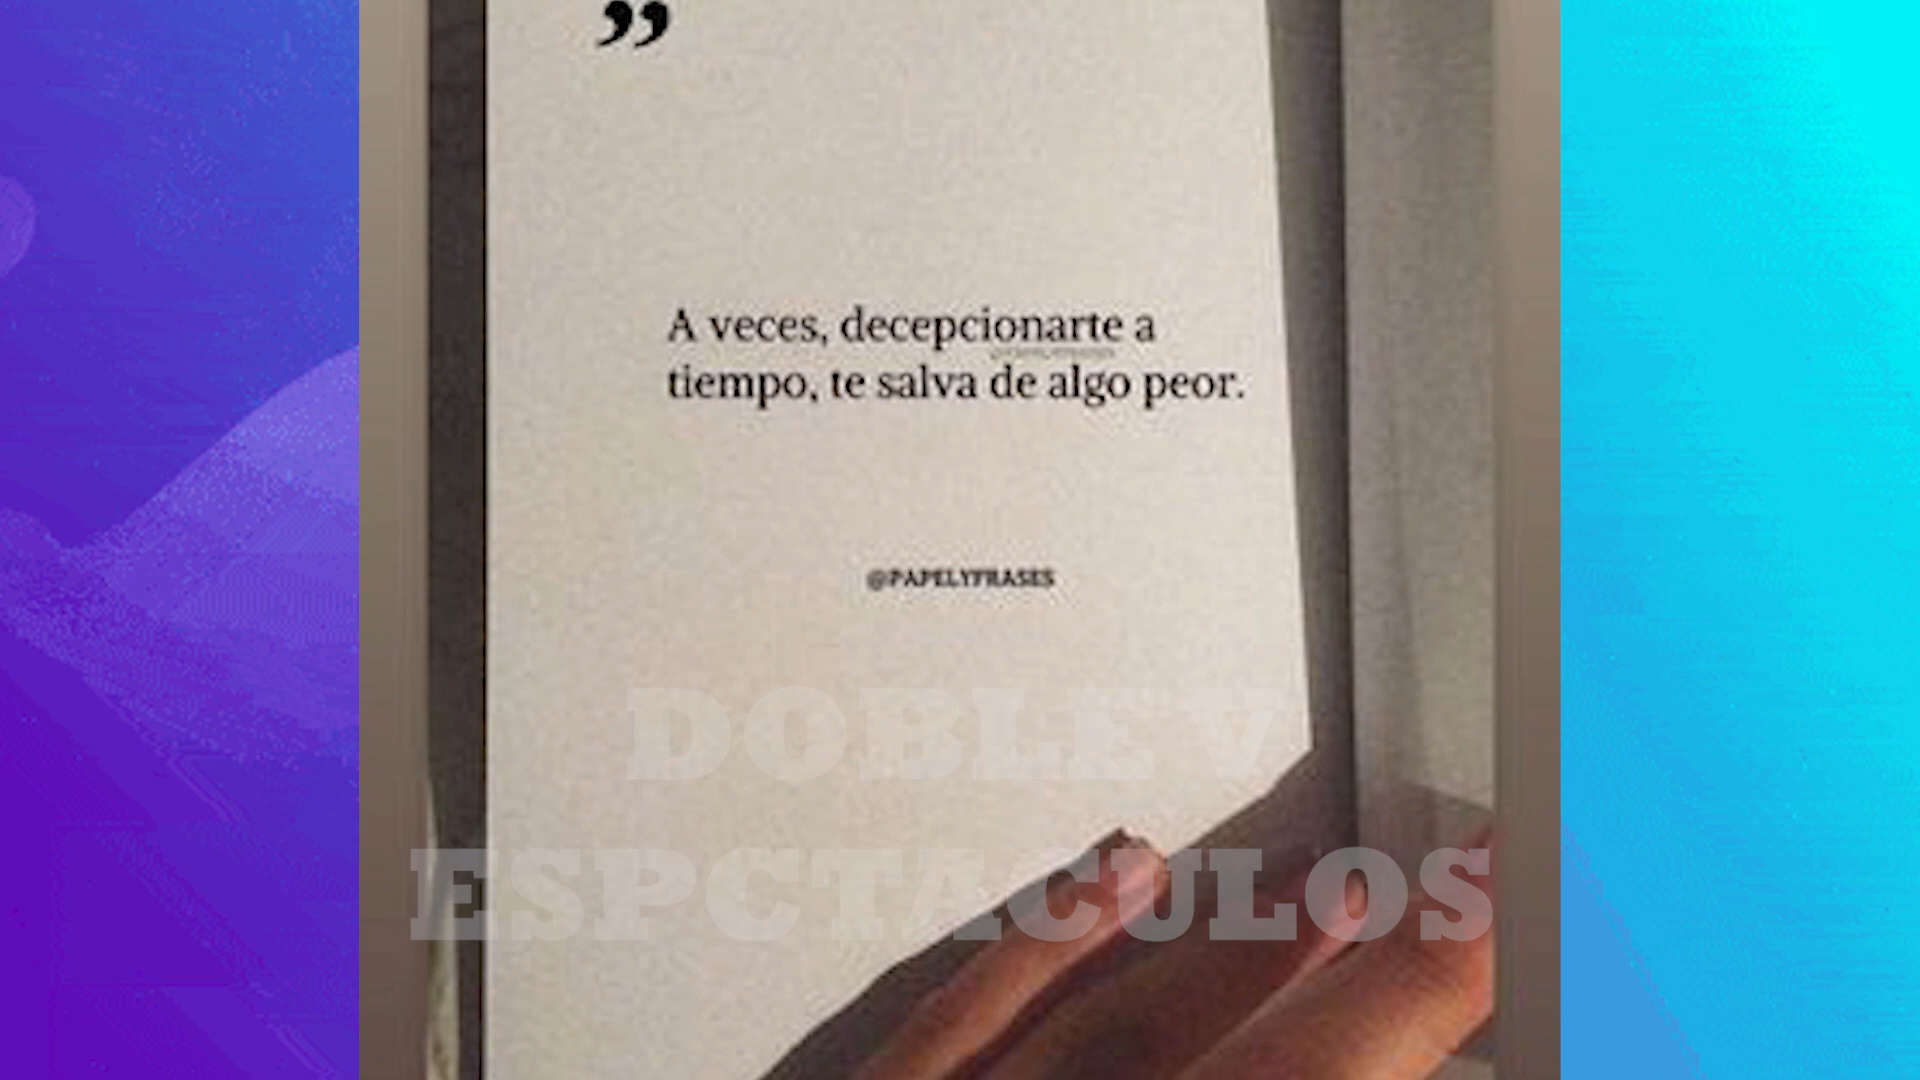 ”
A veces, decepcionarte a
tiempo, te salva de algo peor.
@PAPELYFRASES
DOBLE V
ESPCTACULOS